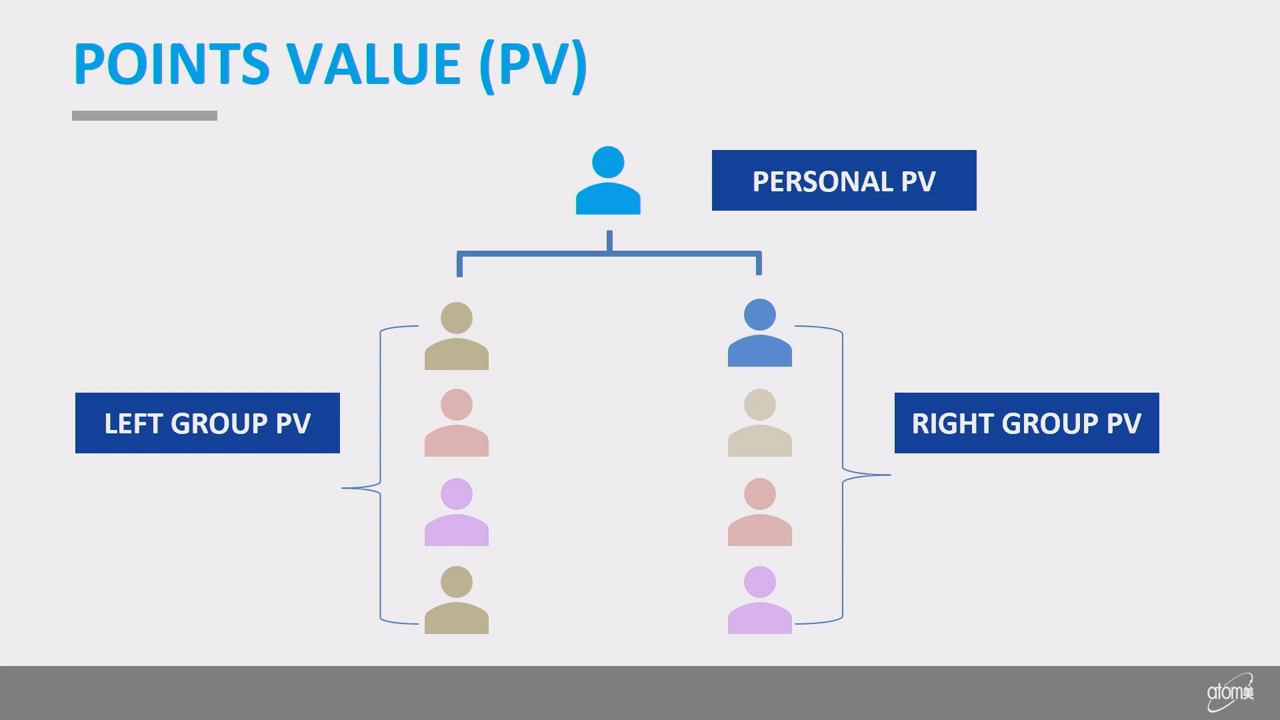 POINTS VALUE (PV)
PERSONAL PV
LEFT GROUP PV
RIGHT GROUP PV
atom美